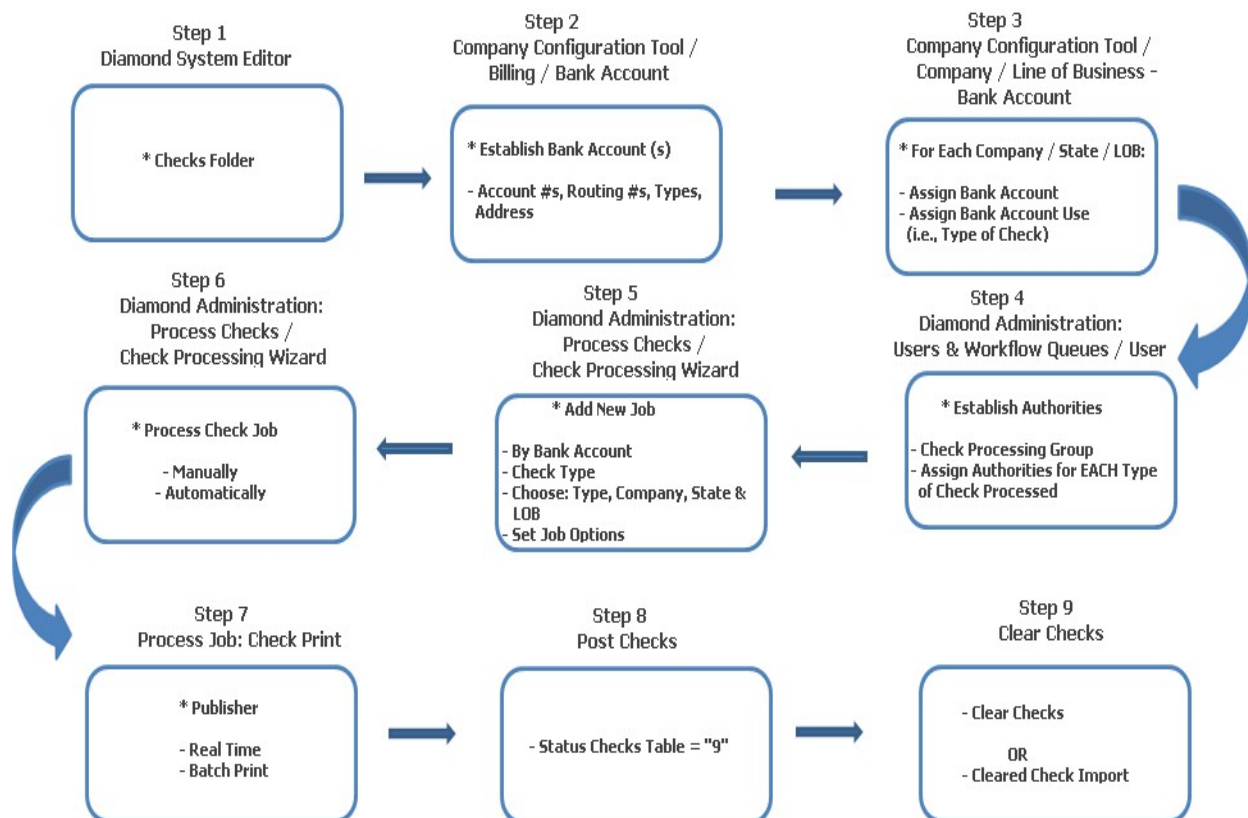 Step 1
Diamond System Editor
* Checks Folder
Step 2
Company Configuration Tool /
Billing / Bank Account
* Establish Bank Account (s)
- Account #s, Routing #s, Types,
Address
Step 3
Company Configuration Tool /
Company / Line of Business -
Bank Account
* For Each Company / State / LOB:
- Assign Bank Account
- Assign Bank Account Use
(i.e., Type of Check)
Step 4
Diamond Administration:
Users & Workflow Queues / User
* Establish Authorities
- Check Processing Group
- Assign Authorities for EACH Type
of Check Processed
Step 5
Diamond Administration:
Process Checks /
Check Processing Wizard
* Add New Job
- By Bank Account
- Check Type
- Choose: Type, Company, State &
LOB
- Set Job Options
Step 6
Diamond Administration:
Process Checks /
Check Processing Wizard
* Process Check Job
- Manually
- Automatically
Step 7
Process Job: Check Print
* Publisher
- Real Time
- Batch Print
Step 8
Post Checks
- Status Checks Table = "9"
Step 9
Clear Checks
- Clear Checks
OR
- Cleared Check Import